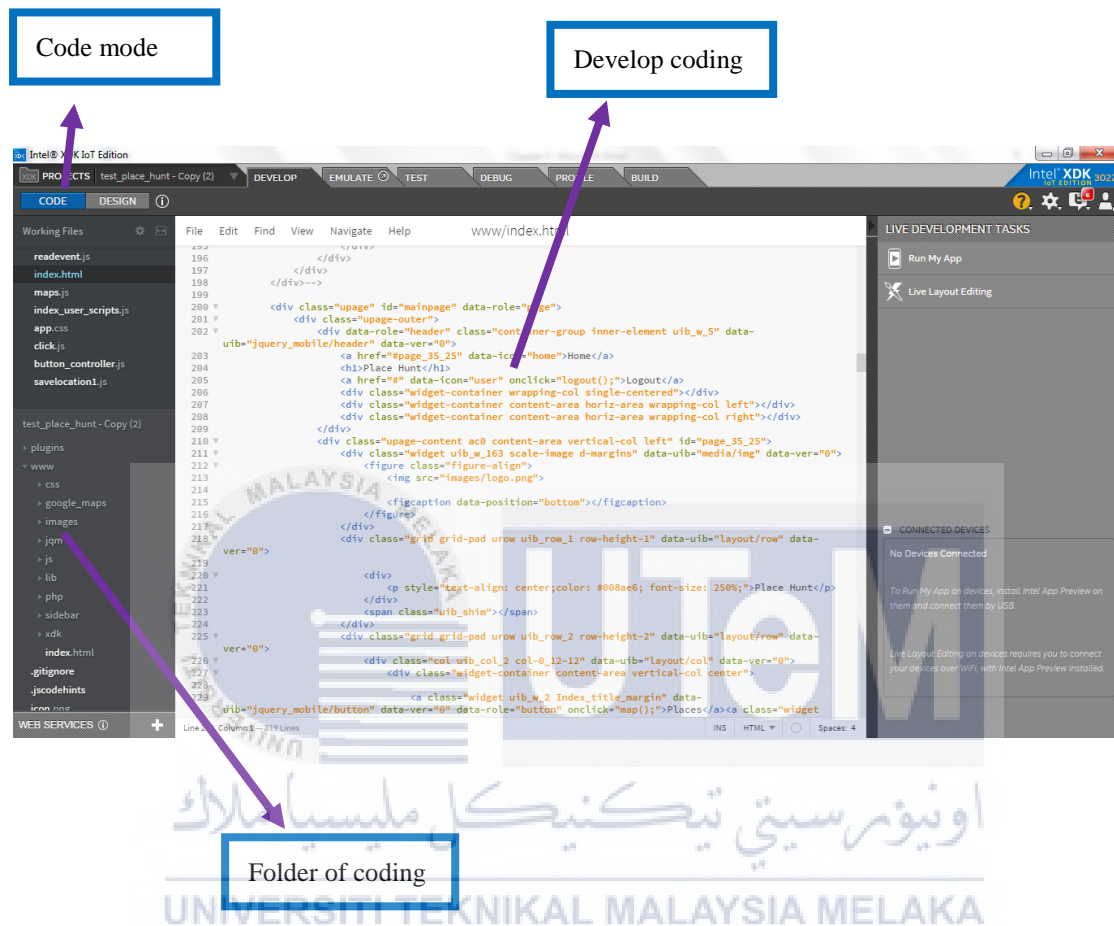 Code mode
Develop coding
Intel® XDK IoT Edition
PROJECTS test_place_hunt - Copy (2) DEVELOP EMULATE TEST DEBUG PROFILE BUILD
Intel® XDK IoT EDITION 3022
CODE DESIGN
Working Files
readevent.js
index.html
maps.js
index_user_scripts.js
app.css
click.js
button_controller.js
savelocation1.js
test_place_hunt - Copy (2)
plugins
www
css
google_maps
images
jqm
js
lib
php
sidebar
xdk
index.html
.gitignore
.jscodehints
icon.png
WEB SERVICES +
File Edit Find View Navigate Help www/index.html
195 </div>
196 </div>
197 </div>
198 </div>-->
199
200 <div class="upage" id="mainpage" data-role="page">
201 <div class="upage-outer">
202 <div data-role="header" class="container-group inner-element uib_w_5" data-
uib="jquery_mobile/header" data-ver="0">
203 <a href="#page_35_25" data-icon="home">Home</a>
204 <h1>Place Hunt</h1>
205 <a href="#" data-icon="user" onclick="logout();">Logout</a>
206 <div class="widget-container wrapping-col single-centered"></div>
207 <div class="widget-container content-area horiz-area wrapping-col left"></div>
208 <div class="widget-container content-area horiz-area wrapping-col right"></div>
209 </div>
210 <div class="upage-content ac0 content-area vertical-col left" id="page_35_25">
211 <div class="widget uib_w_163 scale-image d-margins" data-uib="media/img" data-ver="0">
212 <figure class="figure-align">
213 <img src="images/logo.png">
214
215 <figcaption data-position="bottom"></figcaption>
216 </figure>
217 </div>
218 <div class="grid grid-pad urow uib_row_1 row-height-1" data-uib="layout/row" data-
ver="0">
219
220 <div>
221 <p style="text-align: center;color: #008ae6; font-size: 250%;">Place Hunt</p>
222 </div>
223 <span class="uib_shim"></span>
224 </div>
225 <div class="grid grid-pad urow uib_row_2 row-height-2" data-uib="layout/row" data-
ver="0">
226 <div class="col uib_col_2 col-0_12-12" data-uib="layout/col" data-ver="0">
227 <div class="widget-container content-area vertical-col center">
228
229 <a class="widget uib_w_2 Index_title_margin" data-
uib="jquery_mobile/button" data-ver="0" data-role="button" onclick="map();">Places</a><a class="widget
Column 1 — 219 Lines INS HTML Spaces: 4
LIVE DEVELOPMENT TASKS
Run My App
Live Layout Editing
CONNECTED DEVICES
No Devices Connected
To Run My App on devices, install Intel App Preview on
them and connect them by USB.
Live Layout Editing on devices requires you to connect
your devices over WiFi, with Intel App Preview installed.
UTeM
اونيۏرسيتي تيكنيكل مليسيا ملاك
Folder of coding
UNIVERSITI TEKNIKAL MALAYSIA MELAKA